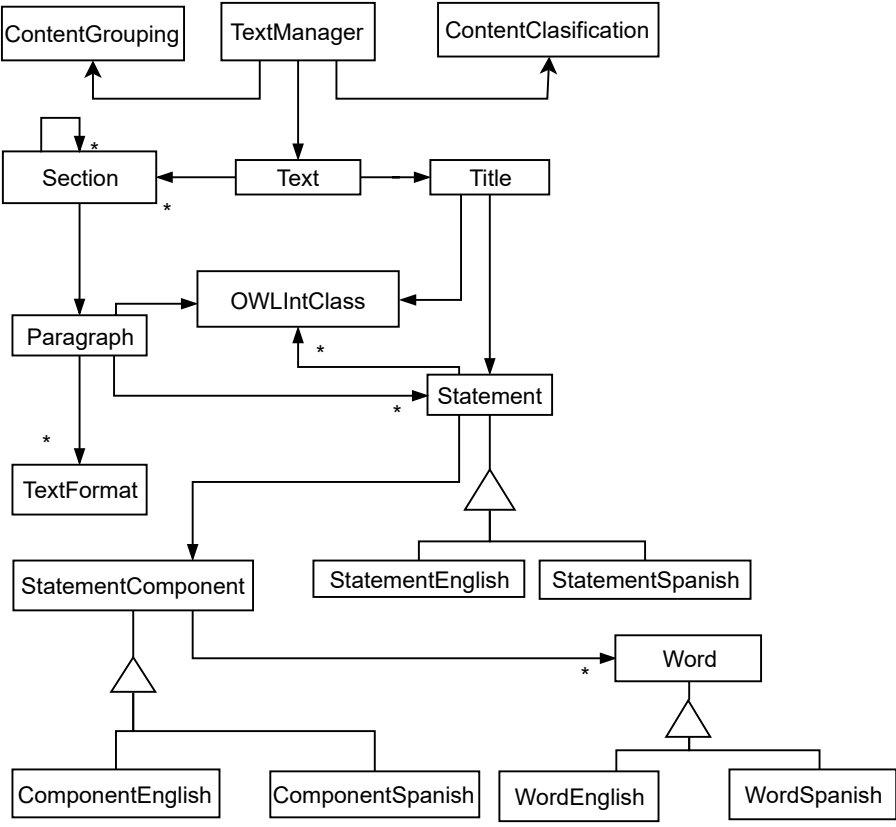 ContentGrouping
TextManager
ContentClasification
*
Section
Text
Title
*
OWLIntClass
Paragraph
*
Statement
*
*
TextFormat
StatementComponent
StatementEnglish
StatementSpanish
Word
*
ComponentEnglish
ComponentSpanish
WordEnglish
WordSpanish